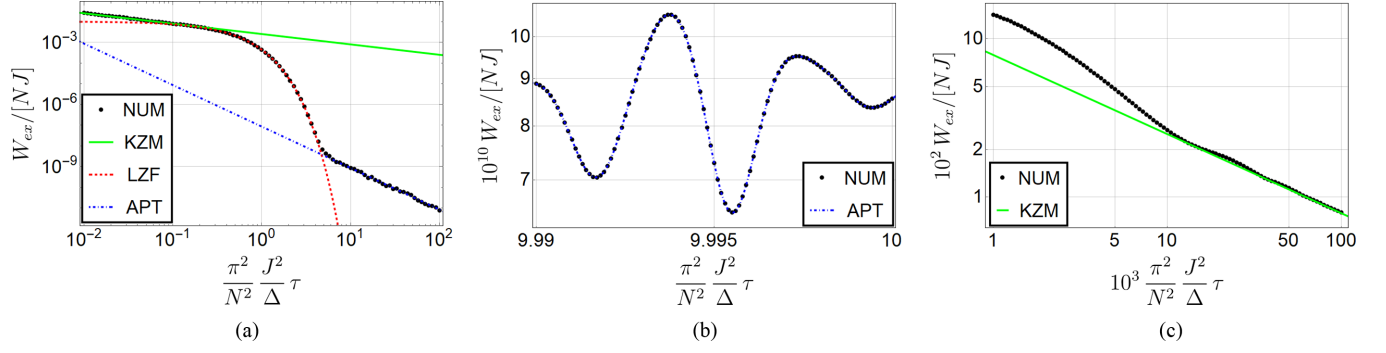 W_{ex}/[N J]
10^{-3}
10^{-6}
10^{-9}
NUM
KZM
LZF
APT
10^{-2} 10^{-1} 10^{0} 10^{1} 10^{2}
\frac{\pi^2}{N^2} \frac{J^2}{\Delta} \tau
(a)
10^{10} W_{ex}/[N J]
10
9
8
7
NUM
APT
9.99 9.995 10
\frac{\pi^2}{N^2} \frac{J^2}{\Delta} \tau
(b)
10^2 W_{ex}/[N J]
10
5
2
1
NUM
KZM
1 5 10 50 100
10^3 \frac{\pi^2}{N^2} \frac{J^2}{\Delta} \tau
(c)